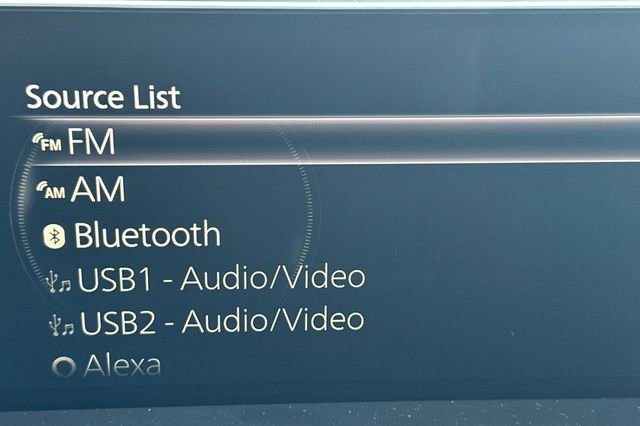 Source List
FM FM
AM AM
Bluetooth
USB1 - Audio/Video
USB2 - Audio/Video
Alexa